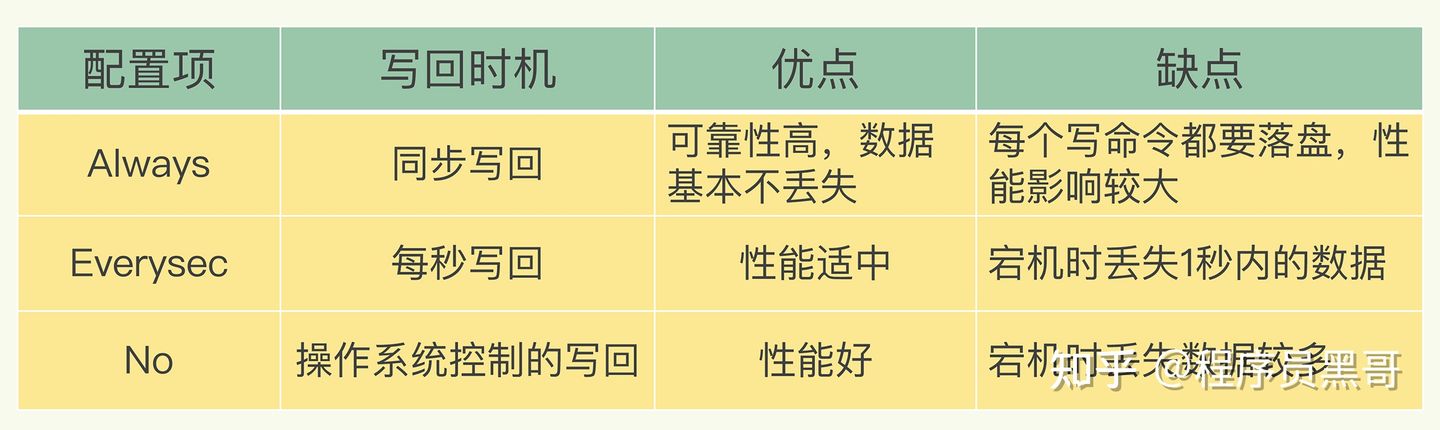 配置项 写回时机 优点 缺点
Always 同步写回 可靠性高，数据 每个写命令都要落盘，性
基本不丢失 能影响较大
Everysec 每秒写回 性能适中 宕机时丢失1秒内的数据
No 操作系统控制的写回 性能好 宕机时丢失数据较多
知乎 @程序员黑哥